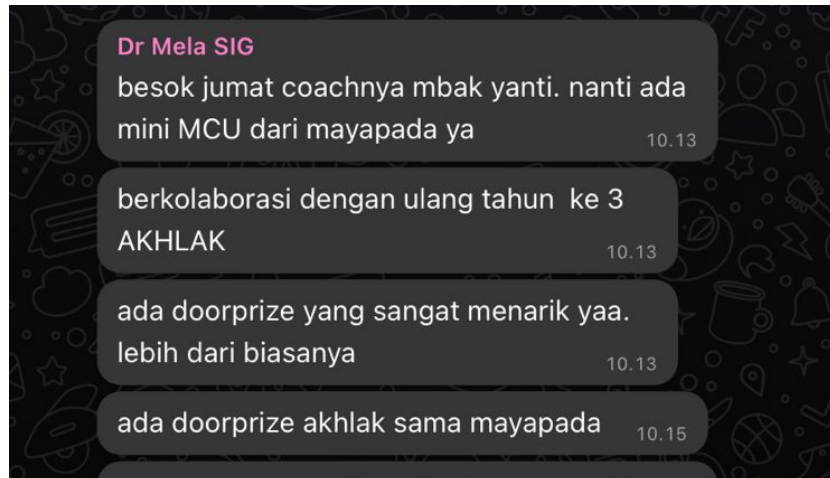 Dr Mela SIG
besok jumat coachnya mbak yanti. nanti ada
mini MCU dari mayapada ya
10.13
berkolaborasi dengan ulang tahun ke 3
AKHLAK
10.13
ada doorprize yang sangat menarik yaa.
lebih dari biasanya
10.13
ada doorprize akhlak sama mayapada
10.15